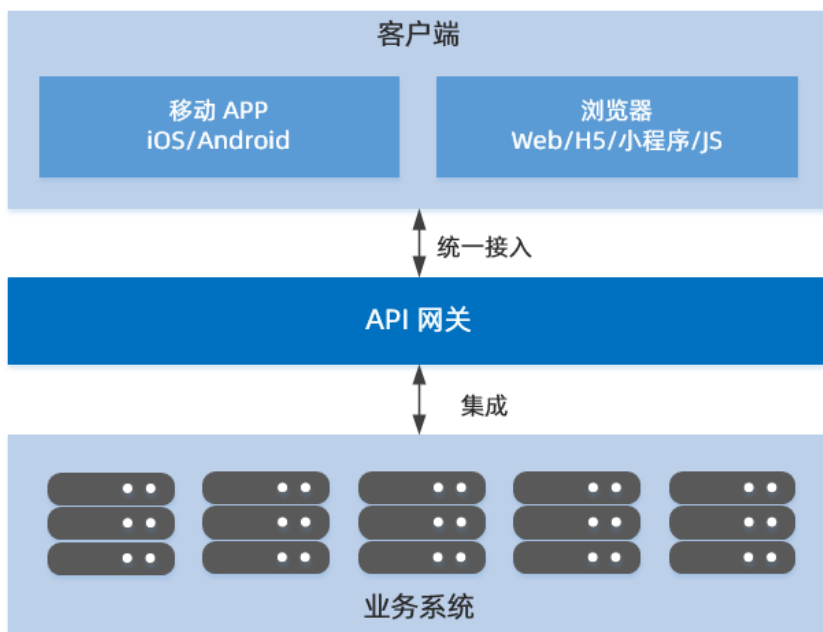 客户端
移动 APP
iOS/Android
浏览器
Web/H5/小程序/JS
统一接入
API 网关
集成
业务系统